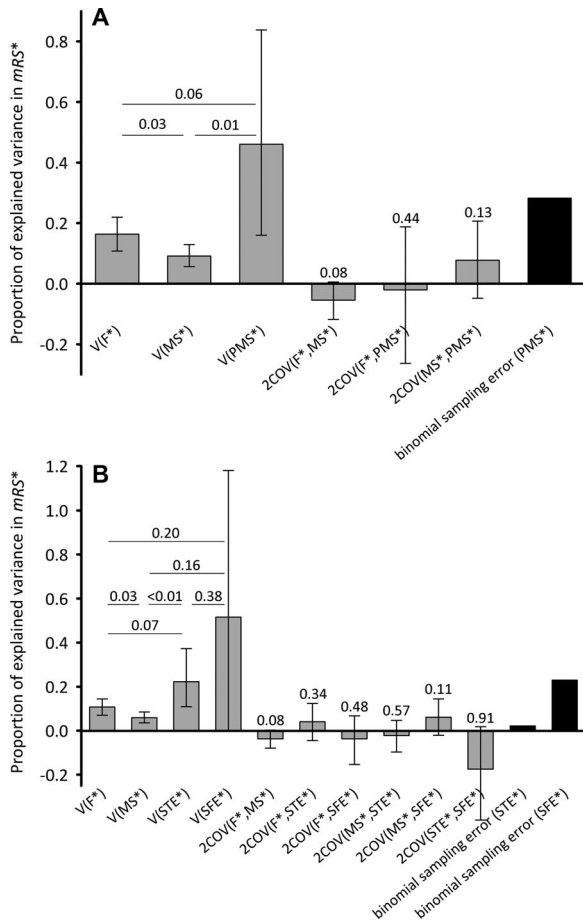 A
Proportion of explained variance in mRS*
0.8
0.6
0.4
0.2
0.0
-0.2
0.06
0.03
0.01
0.08
0.44
0.13
V(F*)
V(MS*)
V(PMS*)
2COV(F*,MS*)
2COV(F*,PMS*)
2COV(MS*,PMS*)
binomial sampling error (PMS*)
B
Proportion of explained variance in mRS*
1.2
1.0
0.8
0.6
0.4
0.2
0.0
-0.2
0.20
0.16
0.03
<0.01
0.38
0.07
0.08
0.34
0.48
0.57
0.11
0.91
V(F*)
V(MS*)
V(STE*)
V(SFE*)
2COV(F*,MS*)
2COV(F*,STE*)
2COV(F*,SFE*)
2COV(MS*,STE*)
2COV(MS*,SFE*)
2COV(STE*,SFE*)
binomial sampling error (STE*)
binomial sampling error (SFE*)